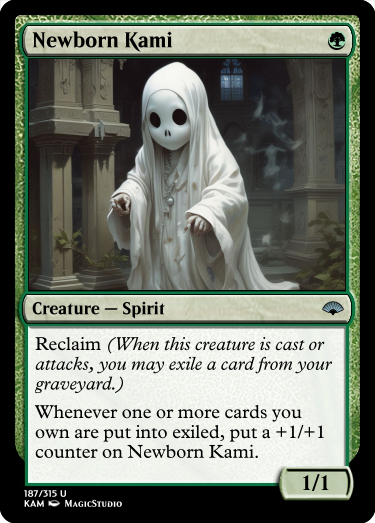 Newborn Kami
Creature — Spirit
Reclaim (When this creature is cast or
attacks, you may exile a card from your
graveyard.)
Whenever one or more cards you
own are put into exiled, put a +1/+1
counter on Newborn Kami.
1/1
187/315 U
KAM MagicStudio